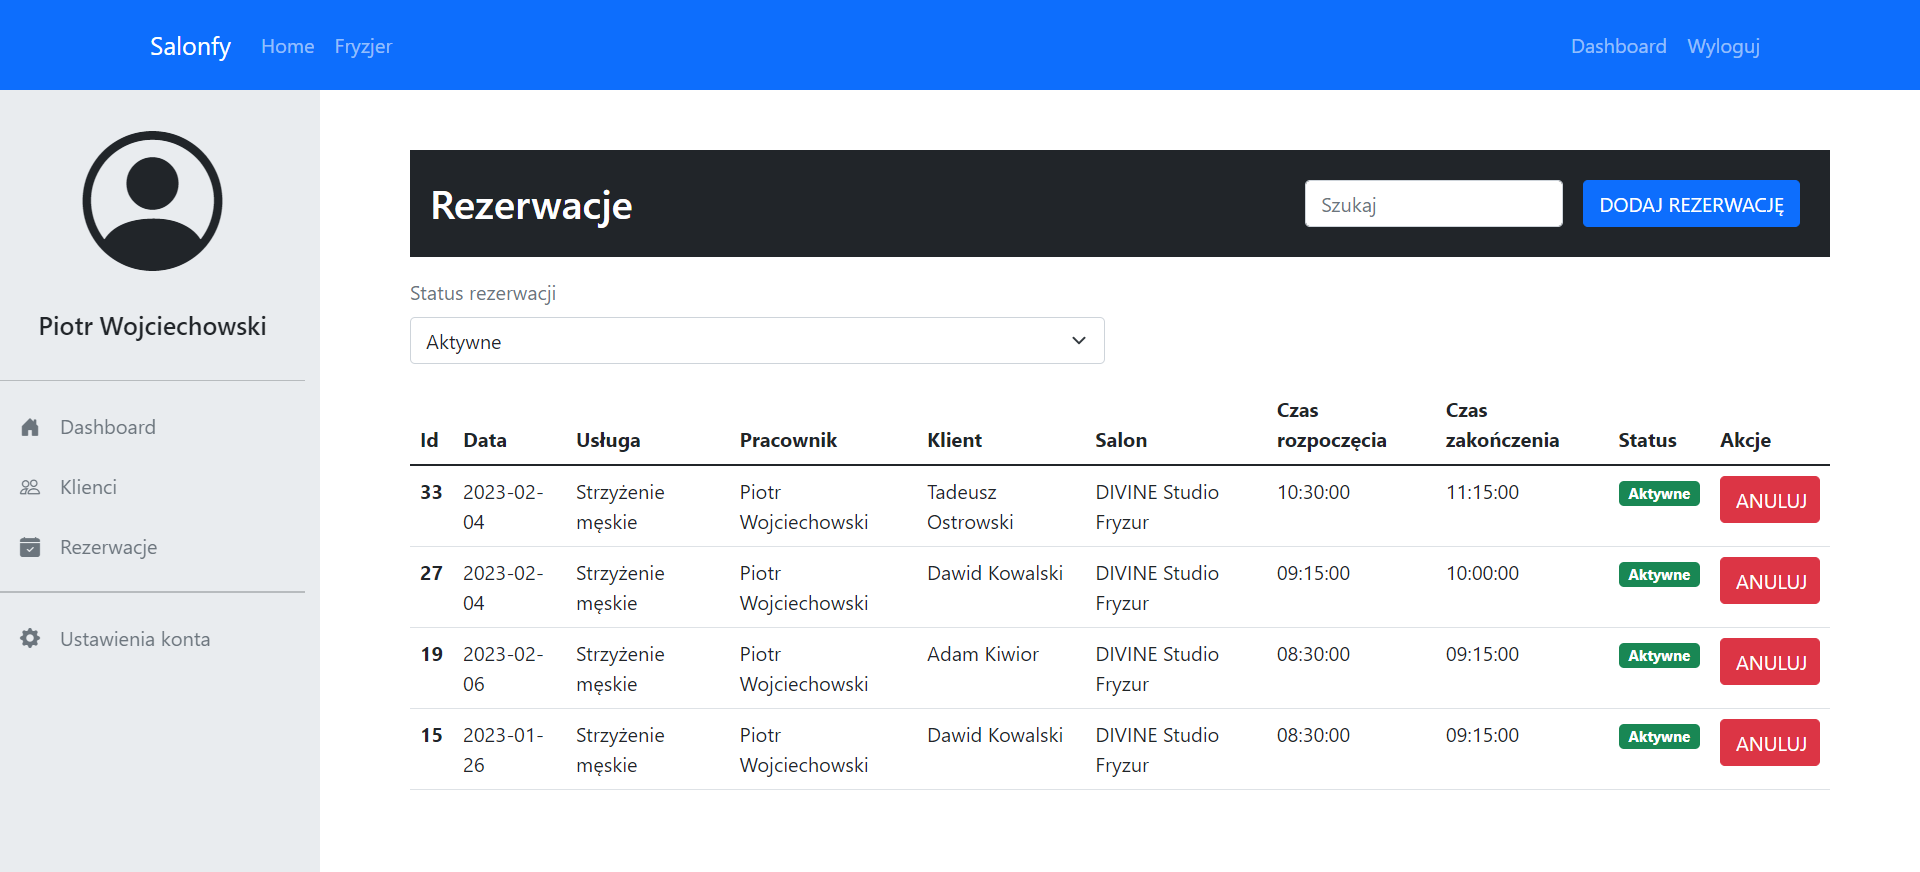 Salonfy Home Fryzjer Dashboard Wyloguj
Piotr Wojciechowski
Dashboard
Klienci
Rezerwacje
Ustawienia konta
Rezerwacje Szukaj DODAJ REZERWACJĘ
Status rezerwacji
Aktywne
Czas Czas
Id Data Usługa Pracownik Klient Salon rozpoczęcia zakończenia Status Akcje
33 2023-02- Strzyżenie Piotr Tadeusz DIVINE Studio 10:30:00 11:15:00 Aktywne ANULUJ
04 męskie Wojciechowski Ostrowski Fryzur
27 2023-02- Strzyżenie Piotr Dawid Kowalski DIVINE Studio 09:15:00 10:00:00 Aktywne ANULUJ
04 męskie Wojciechowski Fryzur
19 2023-02- Strzyżenie Piotr Adam Kiwior DIVINE Studio 08:30:00 09:15:00 Aktywne ANULUJ
06 męskie Wojciechowski Fryzur
15 2023-01- Strzyżenie Piotr Dawid Kowalski DIVINE Studio 08:30:00 09:15:00 Aktywne ANULUJ
26 męskie Wojciechowski Fryzur